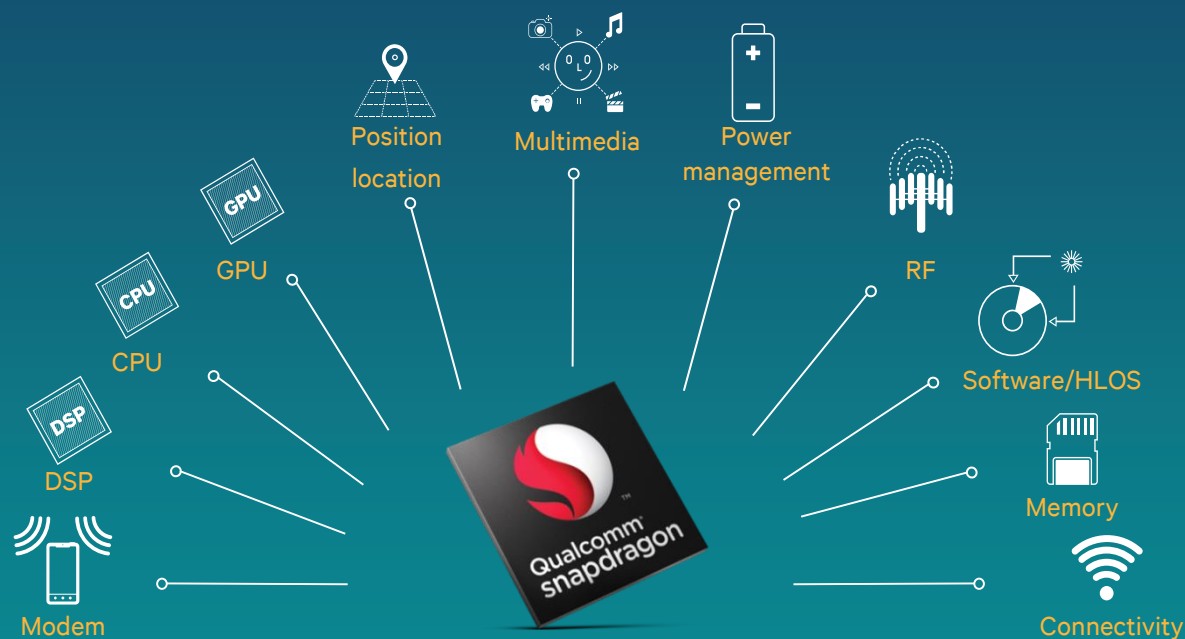 Position
location
Multimedia
Power
management
GPU
GPU
RF
CPU
CPU
Software/HLOS
DSP
DSP
Memory
Modem
Connectivity
Qualcomm
snapdragon
TM